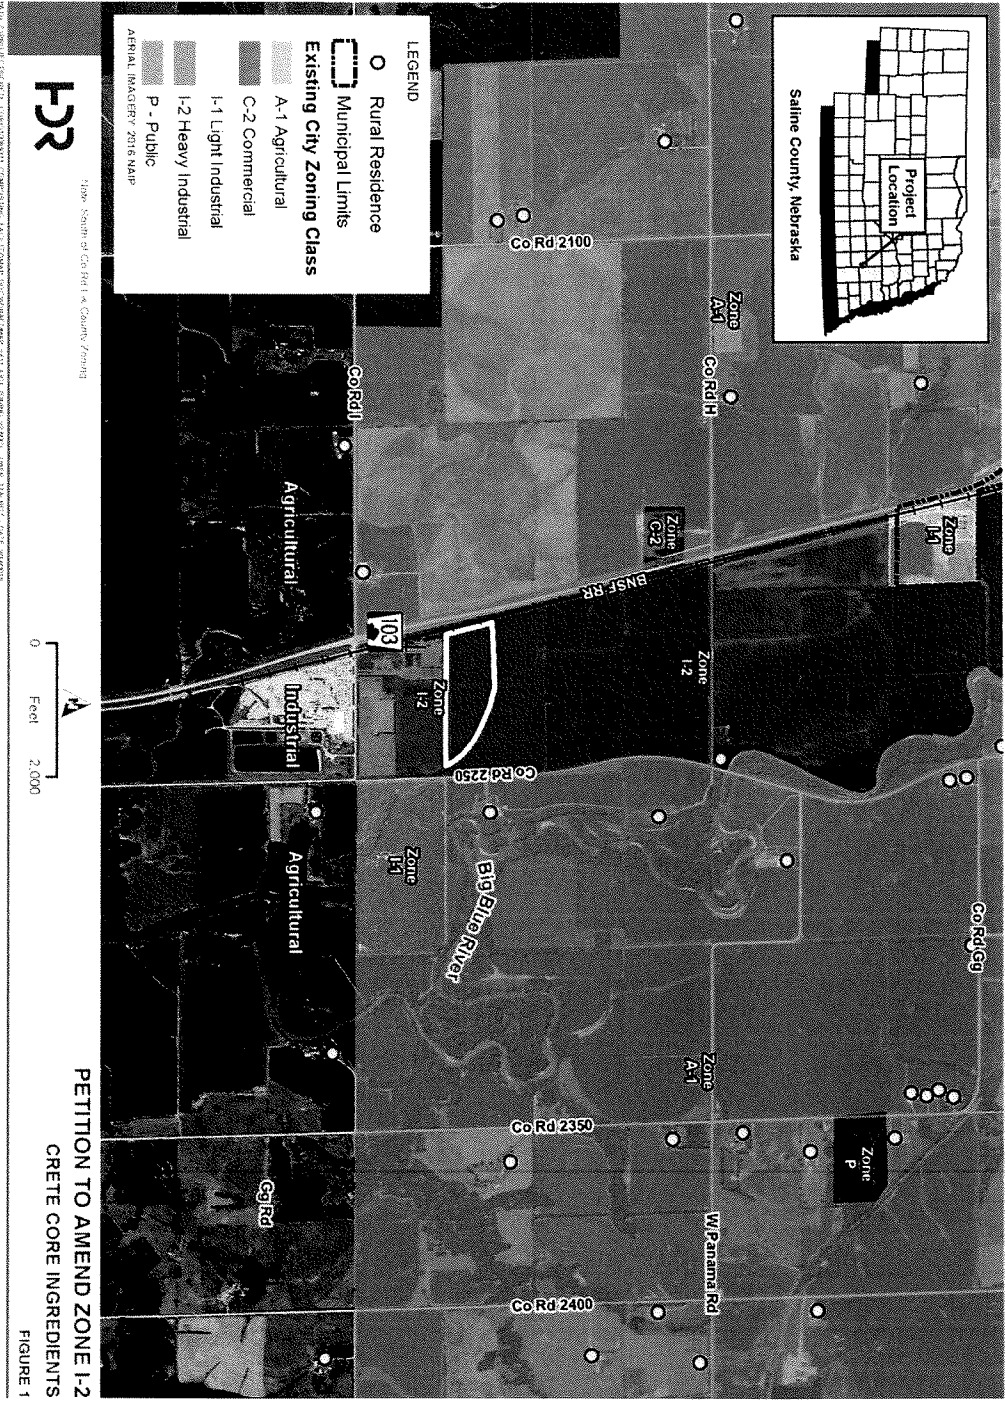 Project
Location
Saline County, Nebraska
LEGEND
Rural Residence
Municipal Limits
Existing City Zoning Class
A-1 Agricultural
C-2 Commercial
I-1 Light Industrial
I-2 Heavy Industrial
P - Public
AERIAL IMAGERY: 2016 NAIP
Co Rd 2100
Zone
A-1
Co Rd H
Co Rd I
Zone
C-2
Zone
I-1
BNSF RR
103
Agricultural
Zone
I-2
Zone
I-2
Industrial
Co Rd 2250
Zone
I-1
Big Blue River
Agricultural
Co Rd Gg
Zone
A-1
Co Rd 2350
Zone
P
Gg Rd
W Panama Rd
Co Rd 2400
HDR
0 Feet 2,000
N
PETITION TO AMEND ZONE I-2
CRETE CORE INGREDIENTS
FIGURE 1